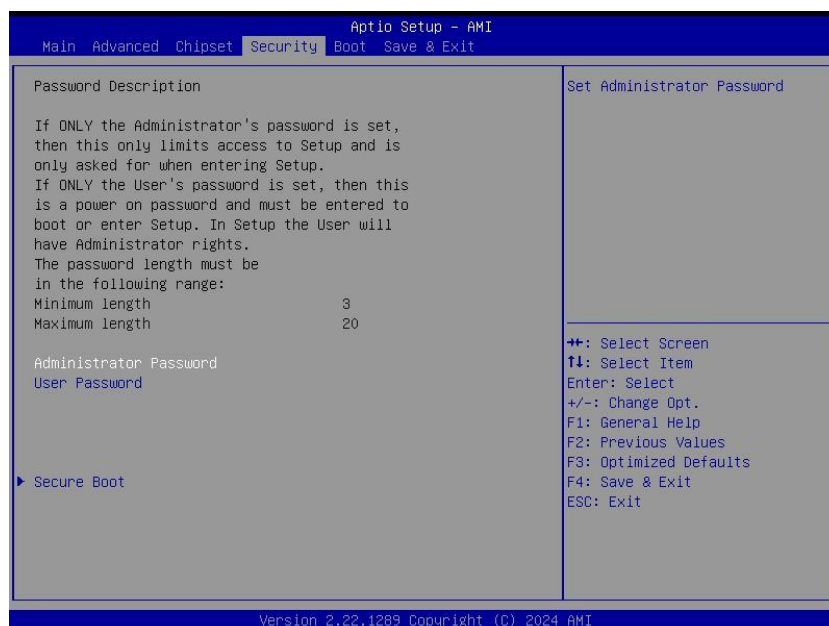 Aptio Setup - AMI
Main Advanced Chipset Security Boot Save & Exit
Password Description
If ONLY the Administrator's password is set,
then this only limits access to Setup and is
only asked for when entering Setup.
If ONLY the User's password is set, then this
is a power on password and must be entered to
boot or enter Setup. In Setup the User will
have Administrator rights.
The password length must be
in the following range:
Minimum length 3
Maximum length 20
Administrator Password
User Password
Secure Boot
Set Administrator Password
→←: Select Screen
↑↓: Select Item
Enter: Select
+/-: Change Opt.
F1: General Help
F2: Previous Values
F3: Optimized Defaults
F4: Save & Exit
ESC: Exit
Version 2.22.1289 Copyright (C) 2024 AMI